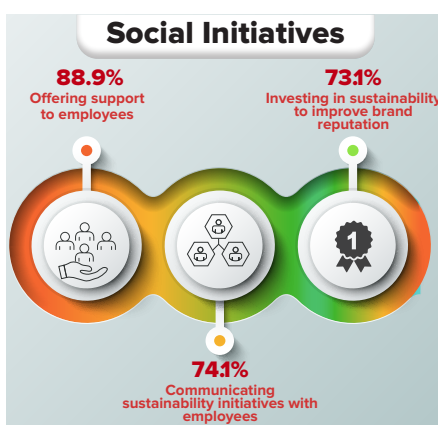 Social Initiatives
88.9%
Offering support
to employees
73.1%
Investing in sustainability
to improve brand
reputation
1
74.1%
Communicating
sustainability initiatives with
employees